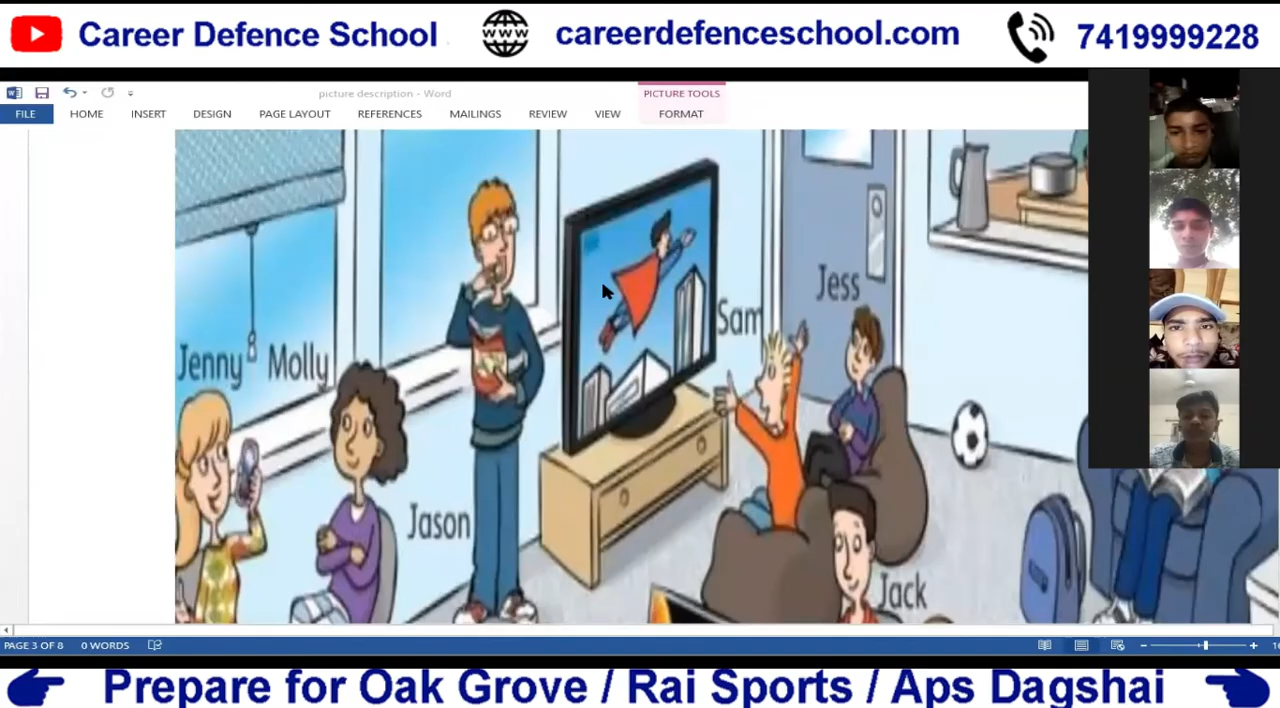 Career Defence School
careerdefenceschool.com
7419999228
picture description - Word
PICTURE TOOLS
FILE HOME INSERT DESIGN PAGE LAYOUT REFERENCES MAILINGS REVIEW VIEW FORMAT
Jess
Sam
Jenny Molly
Jason
Jack
PAGE 3 OF 8 0 WORDS
Prepare for Oak Grove / Rai Sports / Aps Dagshai